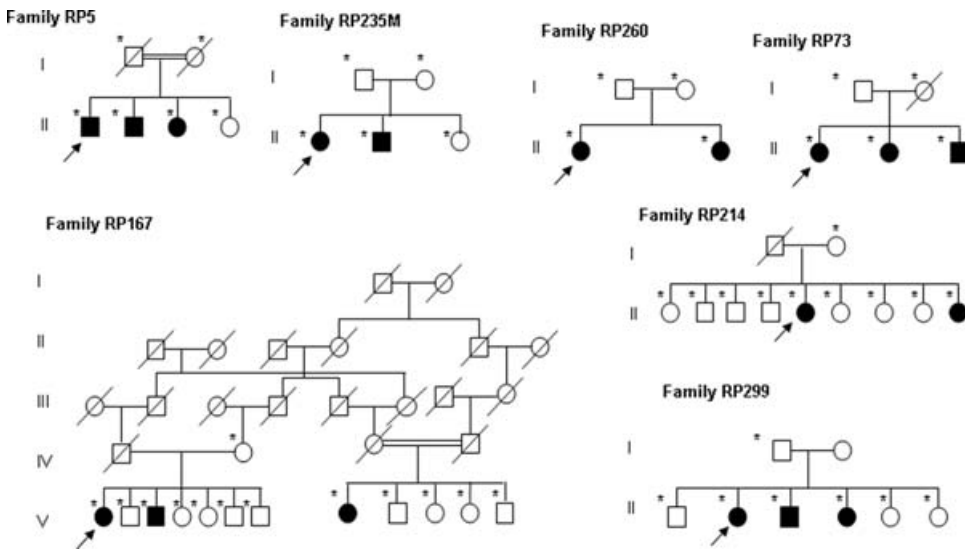 Family RP5
I
II
Family RP235M
I
II
Family RP260
I
II
Family RP73
I
II
Family RP167
I
II
III
IV
V
Family RP214
I
II
Family RP299
I
II